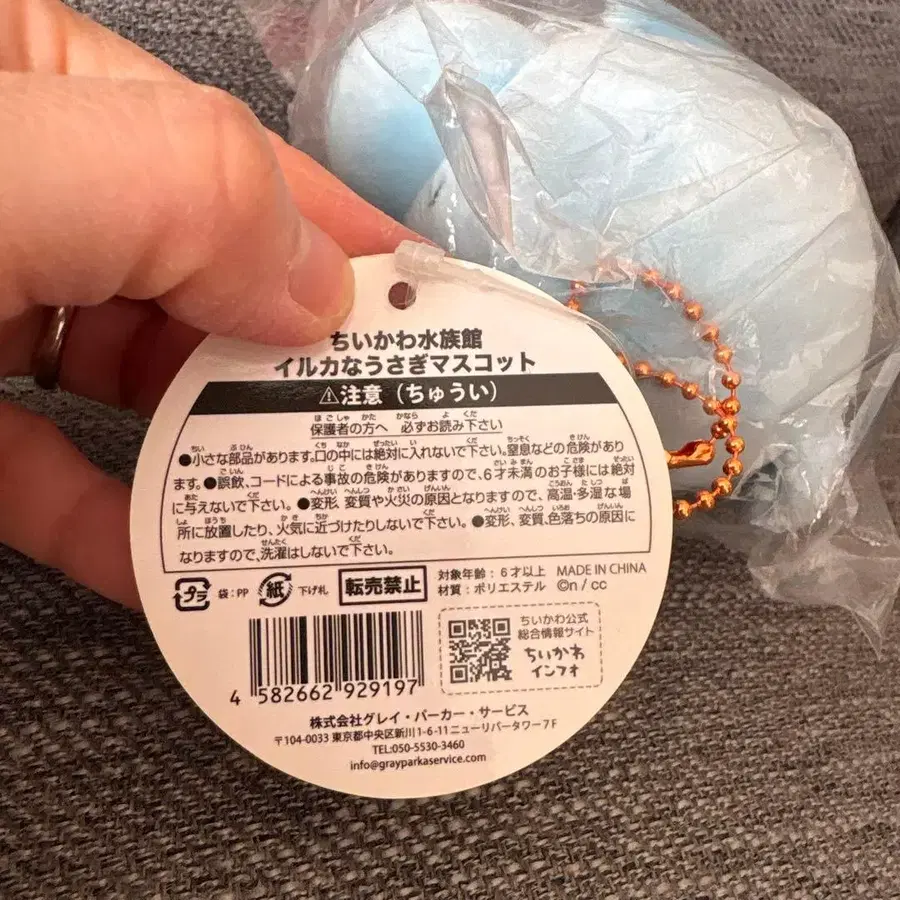 ちいかわ水族館
イルカなうさぎマスコット
⚠注意（ちゅうい）
保護者の方へ 必ずお読み下さい
●小さな部品があります。口の中には絶対に入れないで下さい。窒息などの危険があり
ます。●誤飲、コードによる事故の危険がありますので、6才未満のお子様には絶対
に与えないで下さい。●変形、変質や火災の原因となりますので、高温・多湿な場
所に放置したり、火気に近づけたりしないで下さい。●変形、変質、色落ちの原因に
なりますので、洗濯はしないで下さい。
プラ 袋：PP 紙 下げ札 転売禁止 対象年齢：6才以上 MADE IN CHINA
材質：ポリエステル ©n / cc
4 582662 929197
ちいかわ公式
総合情報サイト
ちいかわ
インフォ
株式会社グレイ・パーカー・サービス
〒104-0033 東京都中央区新川1-6-11ニューリバータワー7F
TEL:050-5530-3460
info@grayparkaservice.com